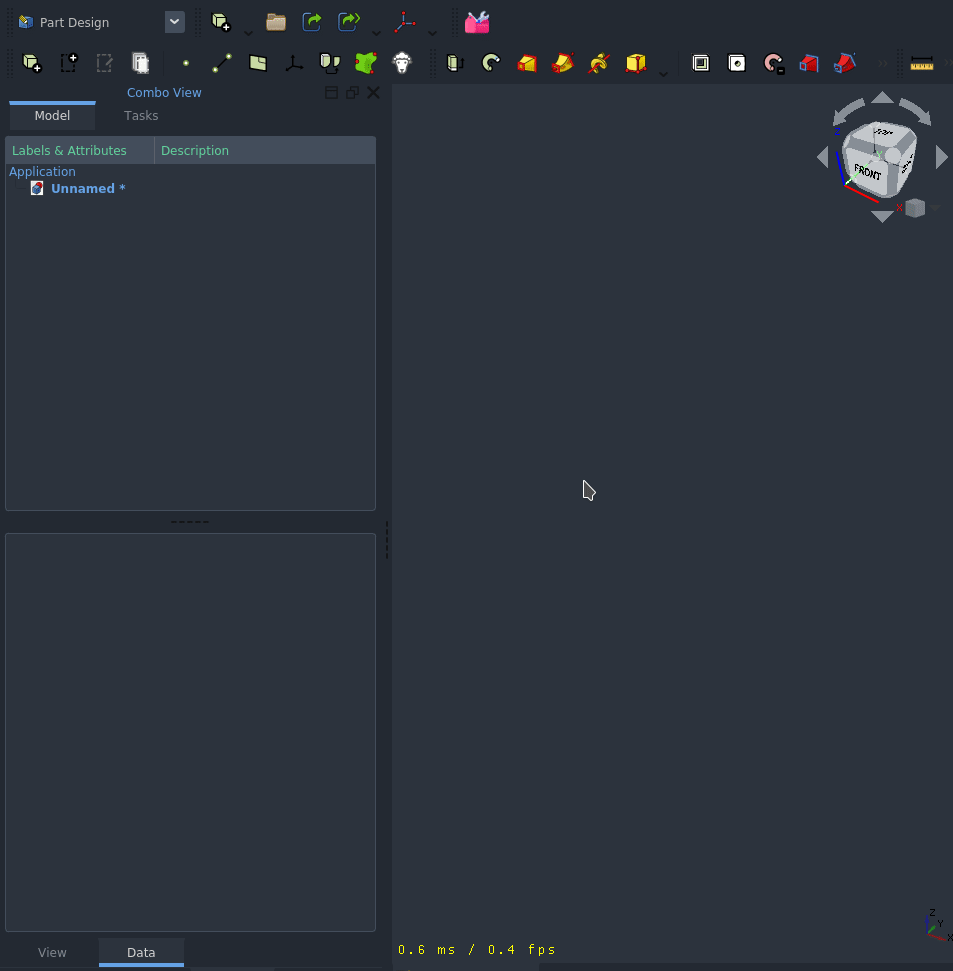 Part Design
Combo View
Model Tasks
Labels & Attributes Description
Application
Unnamed *
Z
FRONT
X
View Data
0.6 ms / 0.4 fps
Z
Y
X